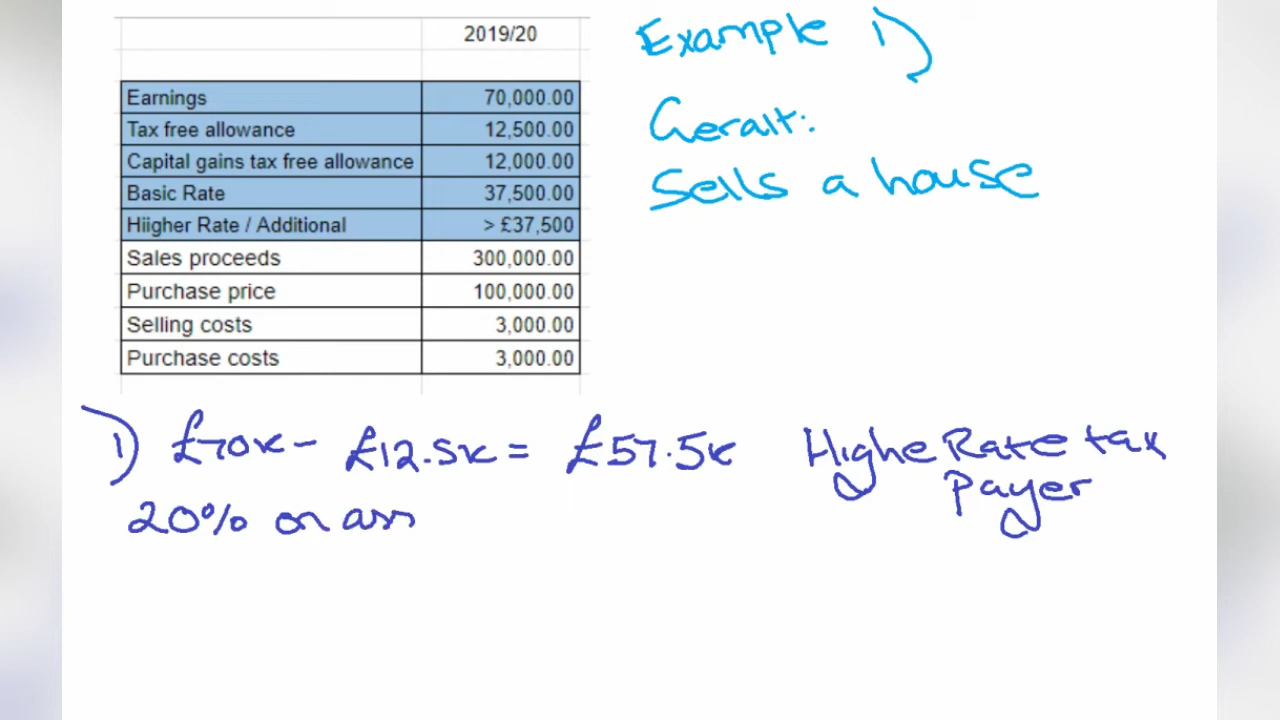 2019/20
Earnings 70,000.00
Tax free allowance 12,500.00
Capital gains tax free allowance 12,000.00
Basic Rate 37,500.00
Hiigher Rate / Additional > £37,500
Sales proceeds 300,000.00
Purchase price 100,000.00
Selling costs 3,000.00
Purchase costs 3,000.00
Example 1)
Geralt:
Sells a house
1) £70k - £12.5k = £57.5k Highe Rate tax
Payer
20% on ass